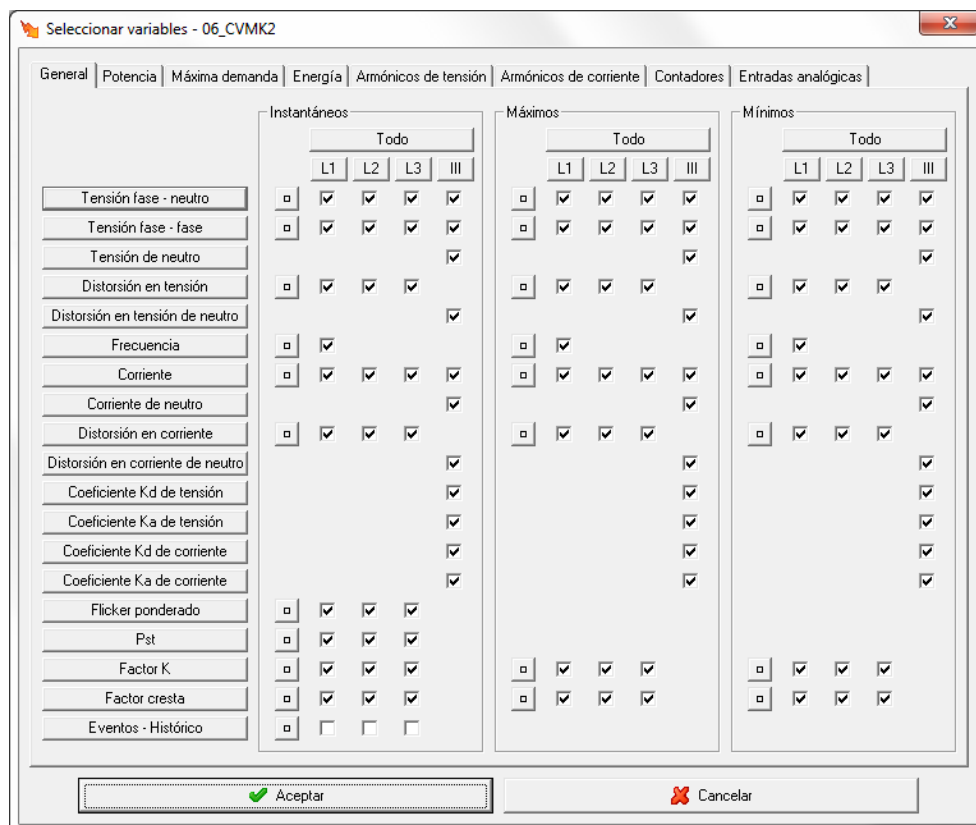 Seleccionar variables - 06_CVMK2
General Potencia Máxima demanda Energía Armónicos de tensión Armónicos de corriente Contadores Entradas analógicas
Instantáneos Máximos Mínimos
Todo Todo Todo
L1 L2 L3 III L1 L2 L3 III L1 L2 L3 III
Tensión fase - neutro
Tensión fase - fase
Tensión de neutro
Distorsión en tensión
Distorsión en tensión de neutro
Frecuencia
Corriente
Corriente de neutro
Distorsión en corriente
Distorsión en corriente de neutro
Coeficiente Kd de tensión
Coeficiente Ka de tensión
Coeficiente Kd de corriente
Coeficiente Ka de corriente
Flicker ponderado
Pst
Factor K
Factor cresta
Eventos - Histórico
Aceptar Cancelar